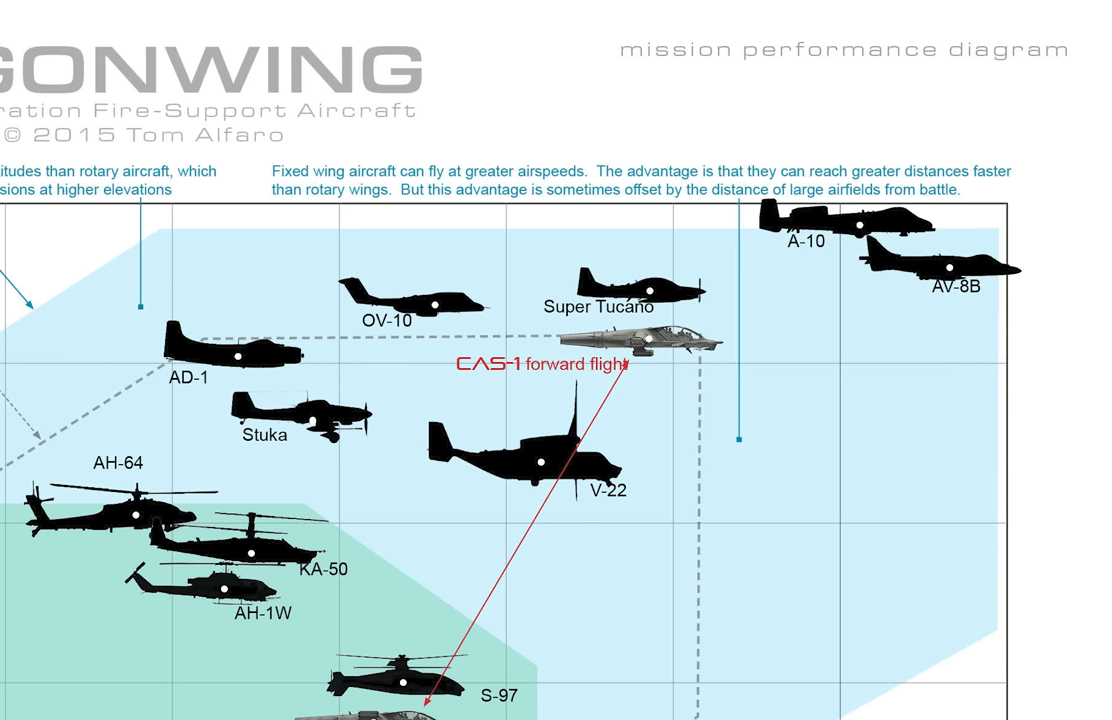 GONWING
mission performance diagram
ration Fire-Support Aircraft
© 2015 Tom Alfaro
itudes than rotary aircraft, which
sions at higher elevations
Fixed wing aircraft can fly at greater airspeeds. The advantage is that they can reach greater distances faster
than rotary wings. But this advantage is sometimes offset by the distance of large airfields from battle.
A-10
AV-8B
OV-10
Super Tucano
CAS-1 forward flight
AD-1
Stuka
V-22
AH-64
KA-50
AH-1W
S-97